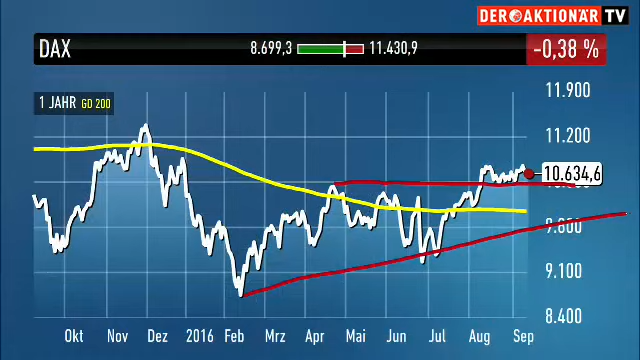 DER AKTIONÄR TV
DAX 8.699,3 11.430,9 -0,38 %
1 JAHR GD 200
11.900
11.200
10.634,6
9.800
9.100
8.400
Okt Nov Dez 2016 Feb Mrz Apr Mai Jun Jul Aug Sep